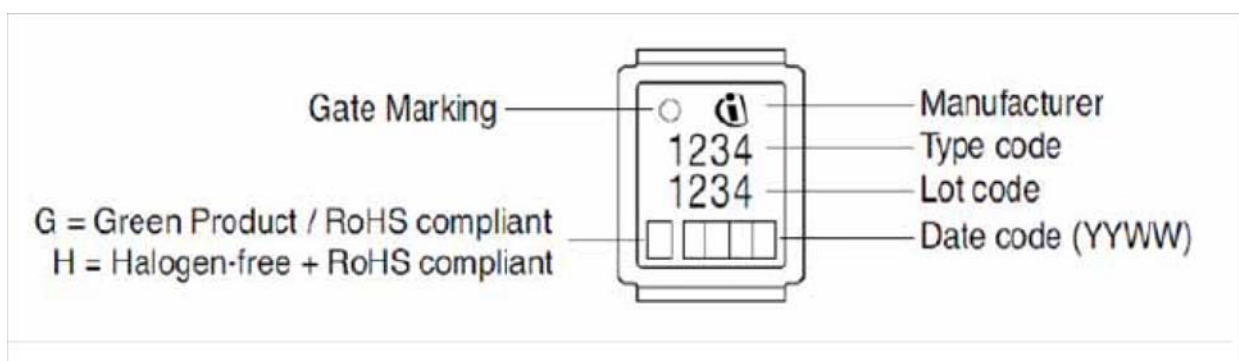 Gate Marking
Manufacturer
1234
Type code
1234
Lot code
G = Green Product / RoHS compliant
H = Halogen-free + RoHS compliant
Date code (YYWW)